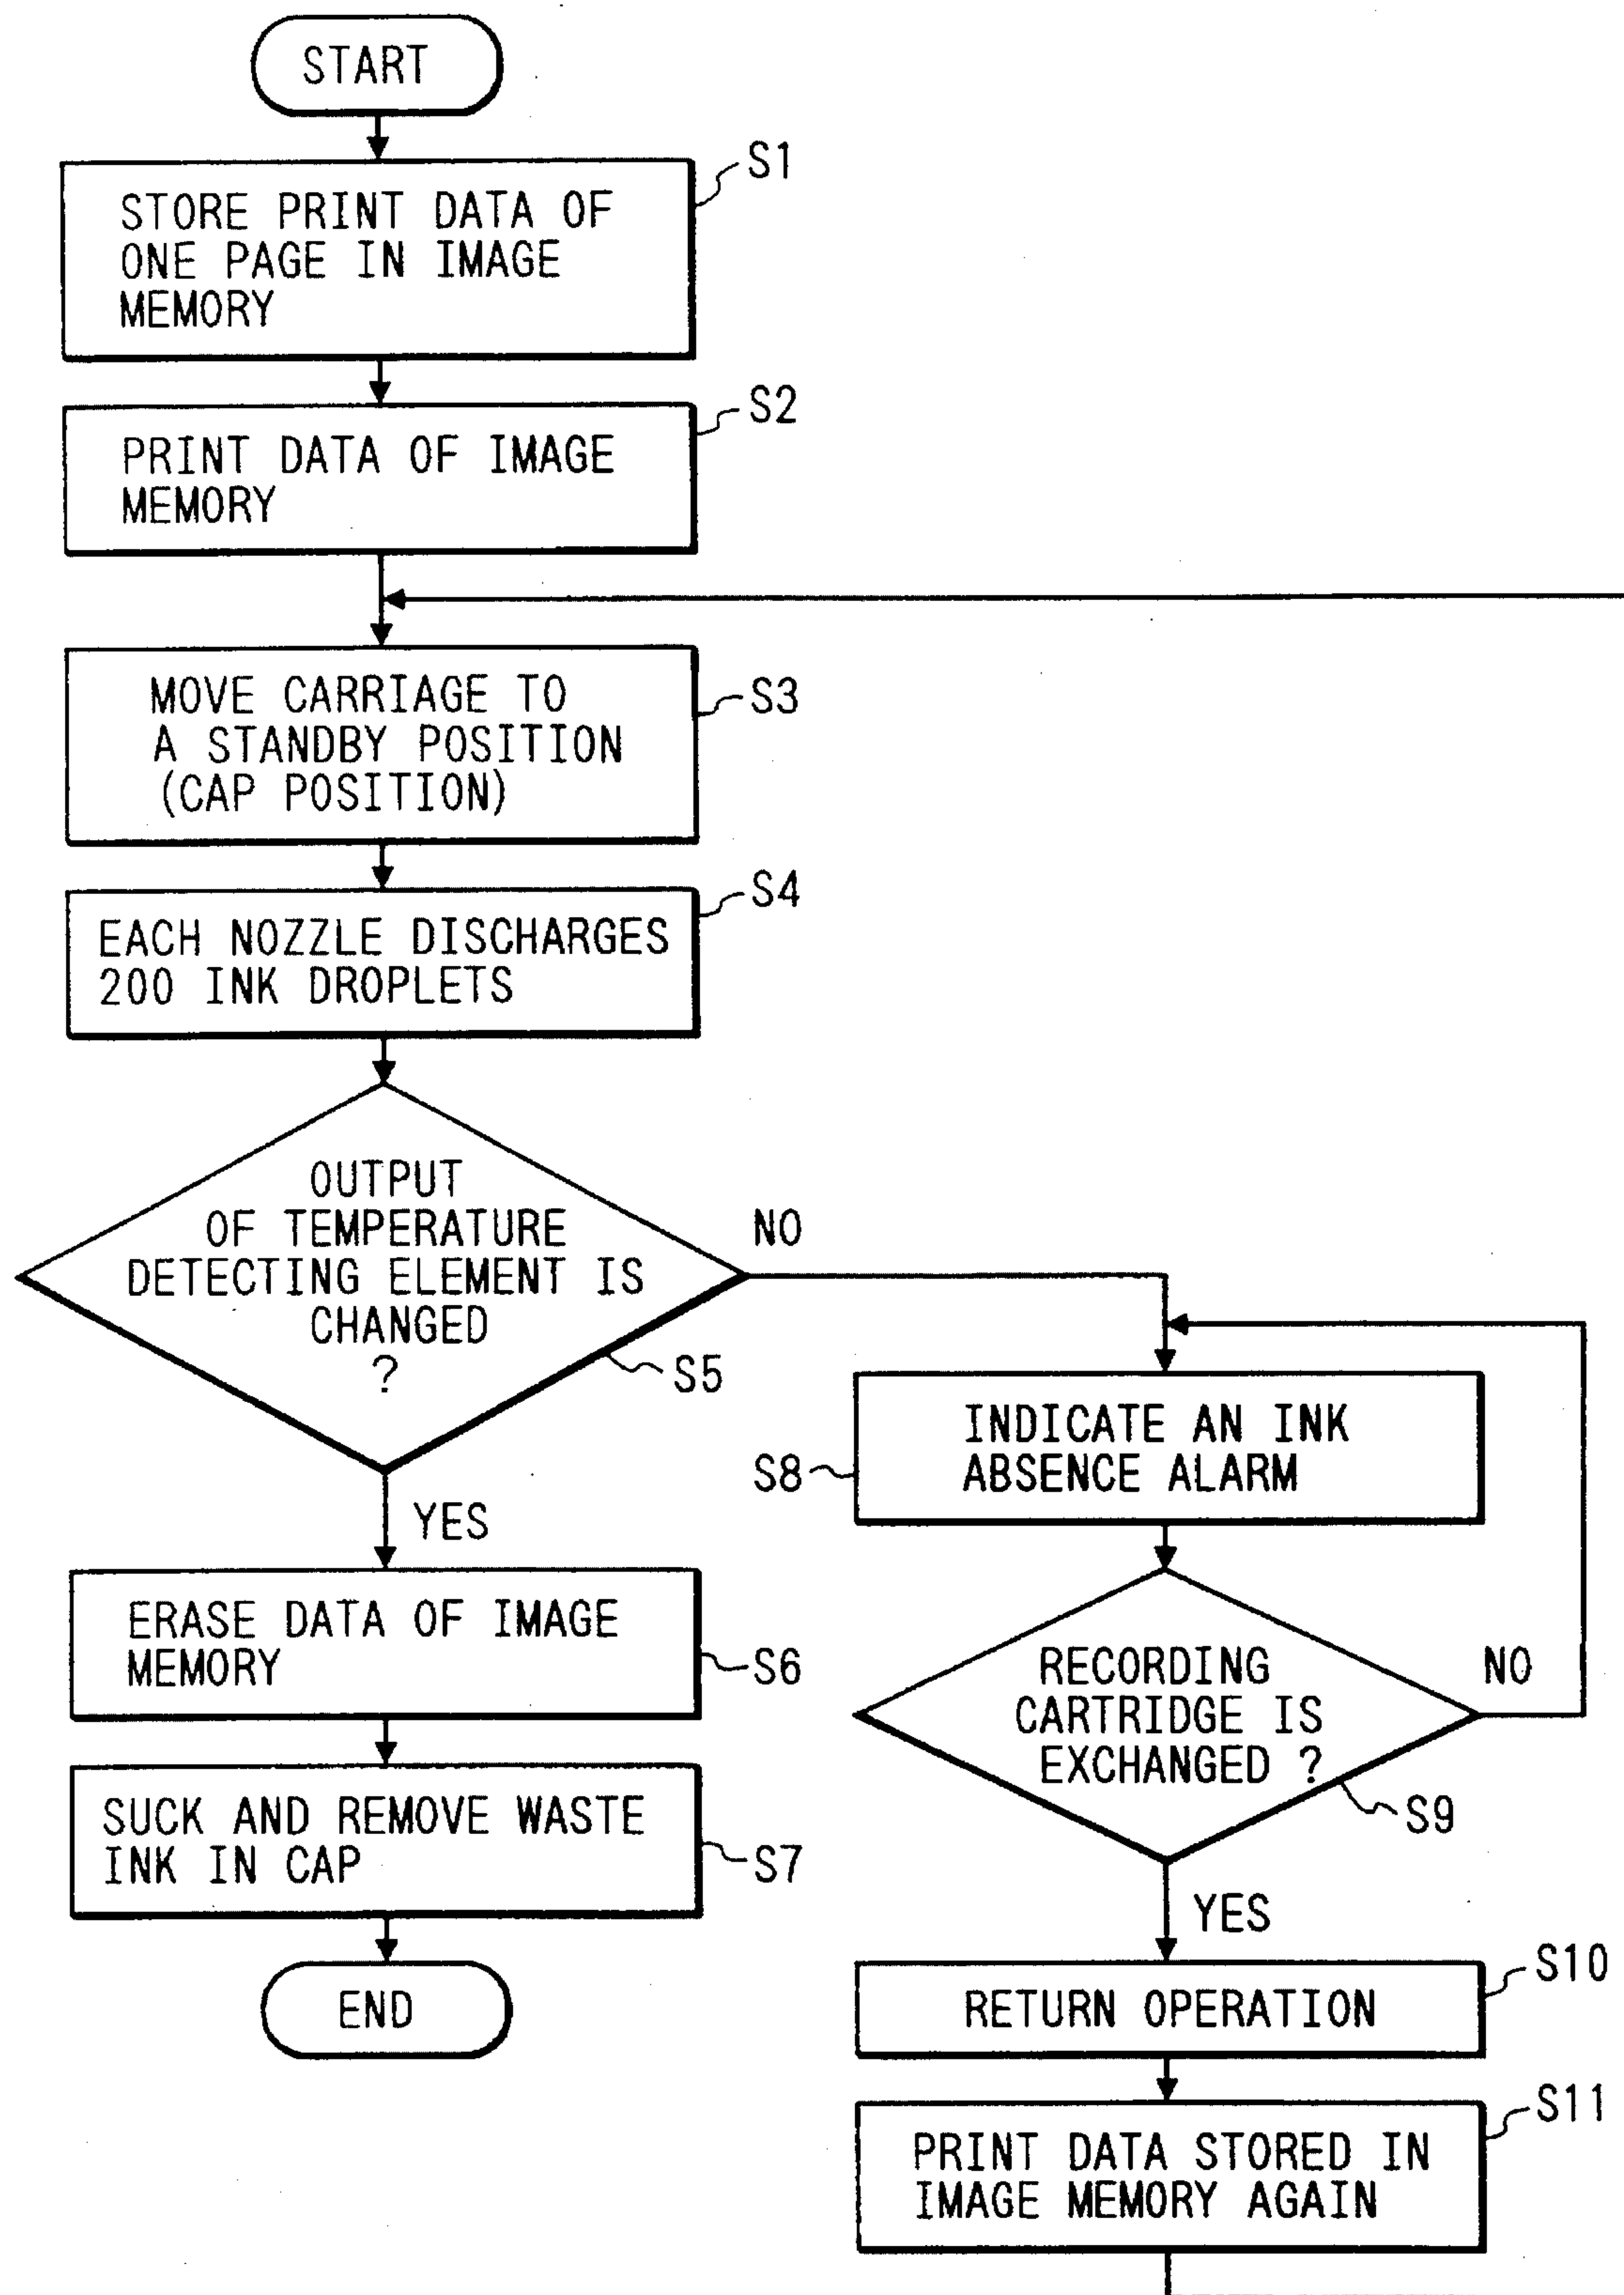 START
S1
STORE PRINT DATA OF
ONE PAGE IN IMAGE
MEMORY
S2
PRINT DATA OF IMAGE
MEMORY
MOVE CARRIAGE TO
A STANDBY POSITION
(CAP POSITION)
S3
S4
EACH NOZZLE DISCHARGES
200 INK DROPLETS
OUTPUT
OF TEMPERATURE
DETECTING ELEMENT IS
CHANGED
?
S5
NO
YES
ERASE DATA OF IMAGE
MEMORY
S6
SUCK AND REMOVE WASTE
INK IN CAP
S7
END
INDICATE AN INK
ABSENCE ALARM
S8
RECORDING
CARTRIDGE IS
EXCHANGED ?
NO
S9
YES
S10
RETURN OPERATION
S11
PRINT DATA STORED IN
IMAGE MEMORY AGAIN